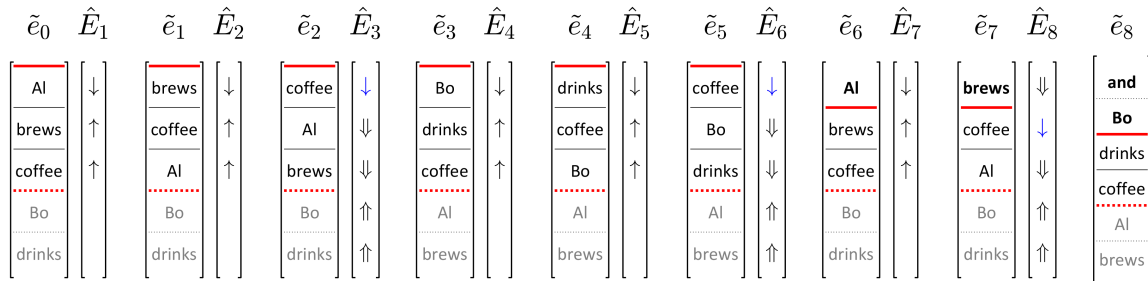 ẽ₀ Ê₁ ẽ₁ Ê₂ ẽ₂ Ê₃ ẽ₃ Ê₄ ẽ₄ Ê₅ ẽ₅ Ê₆ ẽ₆ Ê₇ ẽ₇ Ê₈ ẽ₈
Al ↓ brews ↓ coffee ↓ Bo ↓ drinks ↓ coffee ↓ Al ↓ brews ⇓ and
brews ↑ coffee ↑ Al ⇓ drinks ↑ coffee ↑ Bo ⇓ brews ↑ coffee ↓ Bo
coffee ↑ Al ↑ brews ⇓ coffee ↑ Bo ↑ drinks ⇓ coffee ↑ Al ⇓ drinks
Bo Bo Bo ⇑ Al Al Al ⇑ Bo Bo ⇑ coffee
drinks drinks drinks ⇑ brews brews brews ⇑ drinks drinks ⇑ Al
brews